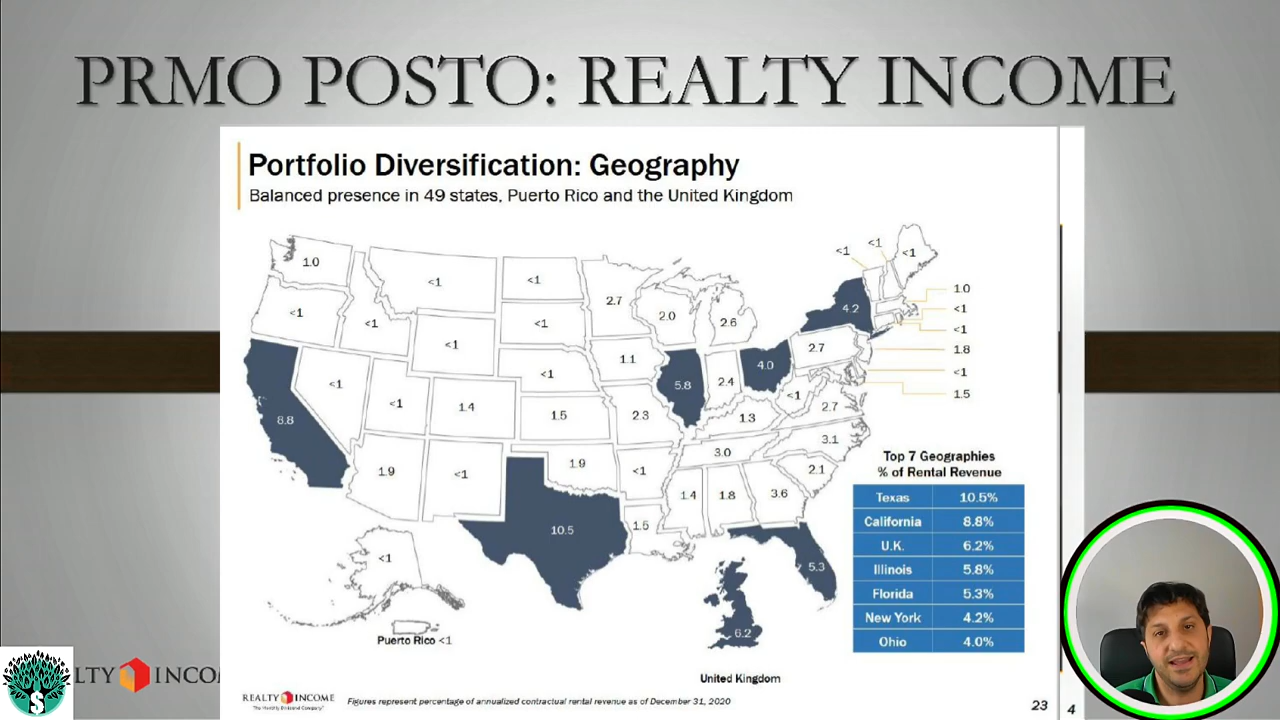 PRMO POSTO: REALTY INCOME
Portfolio Diversification: Geography
Balanced presence in 49 states, Puerto Rico and the United Kingdom
<1
<1
<1
1.0
<1
<1
2.7
2.0
2.6
4.2
1.0
<1
<1
<1
<1
<1
<1
1.1
2.7
1.8
<1
1.5
8.8
<1
<1
1.4
<1
1.5
2.3
5.8
2.4
4.0
<1
2.7
1.3
3.1
1.9
<1
1.9
<1
3.0
2.1
1.4
1.8
3.6
10.5
1.5
5.3
<1
Puerto Rico <1
6.2
United Kingdom
Top 7 Geographies
% of Rental Revenue
Texas 10.5%
California 8.8%
U.K. 6.2%
Illinois 5.8%
Florida 5.3%
New York 4.2%
Ohio 4.0%
LTY INCO
$
REALTY INCOME
The Monthly Dividend Company
Figures represent percentage of annualized contractual rental revenue as of December 31, 2020
23
4